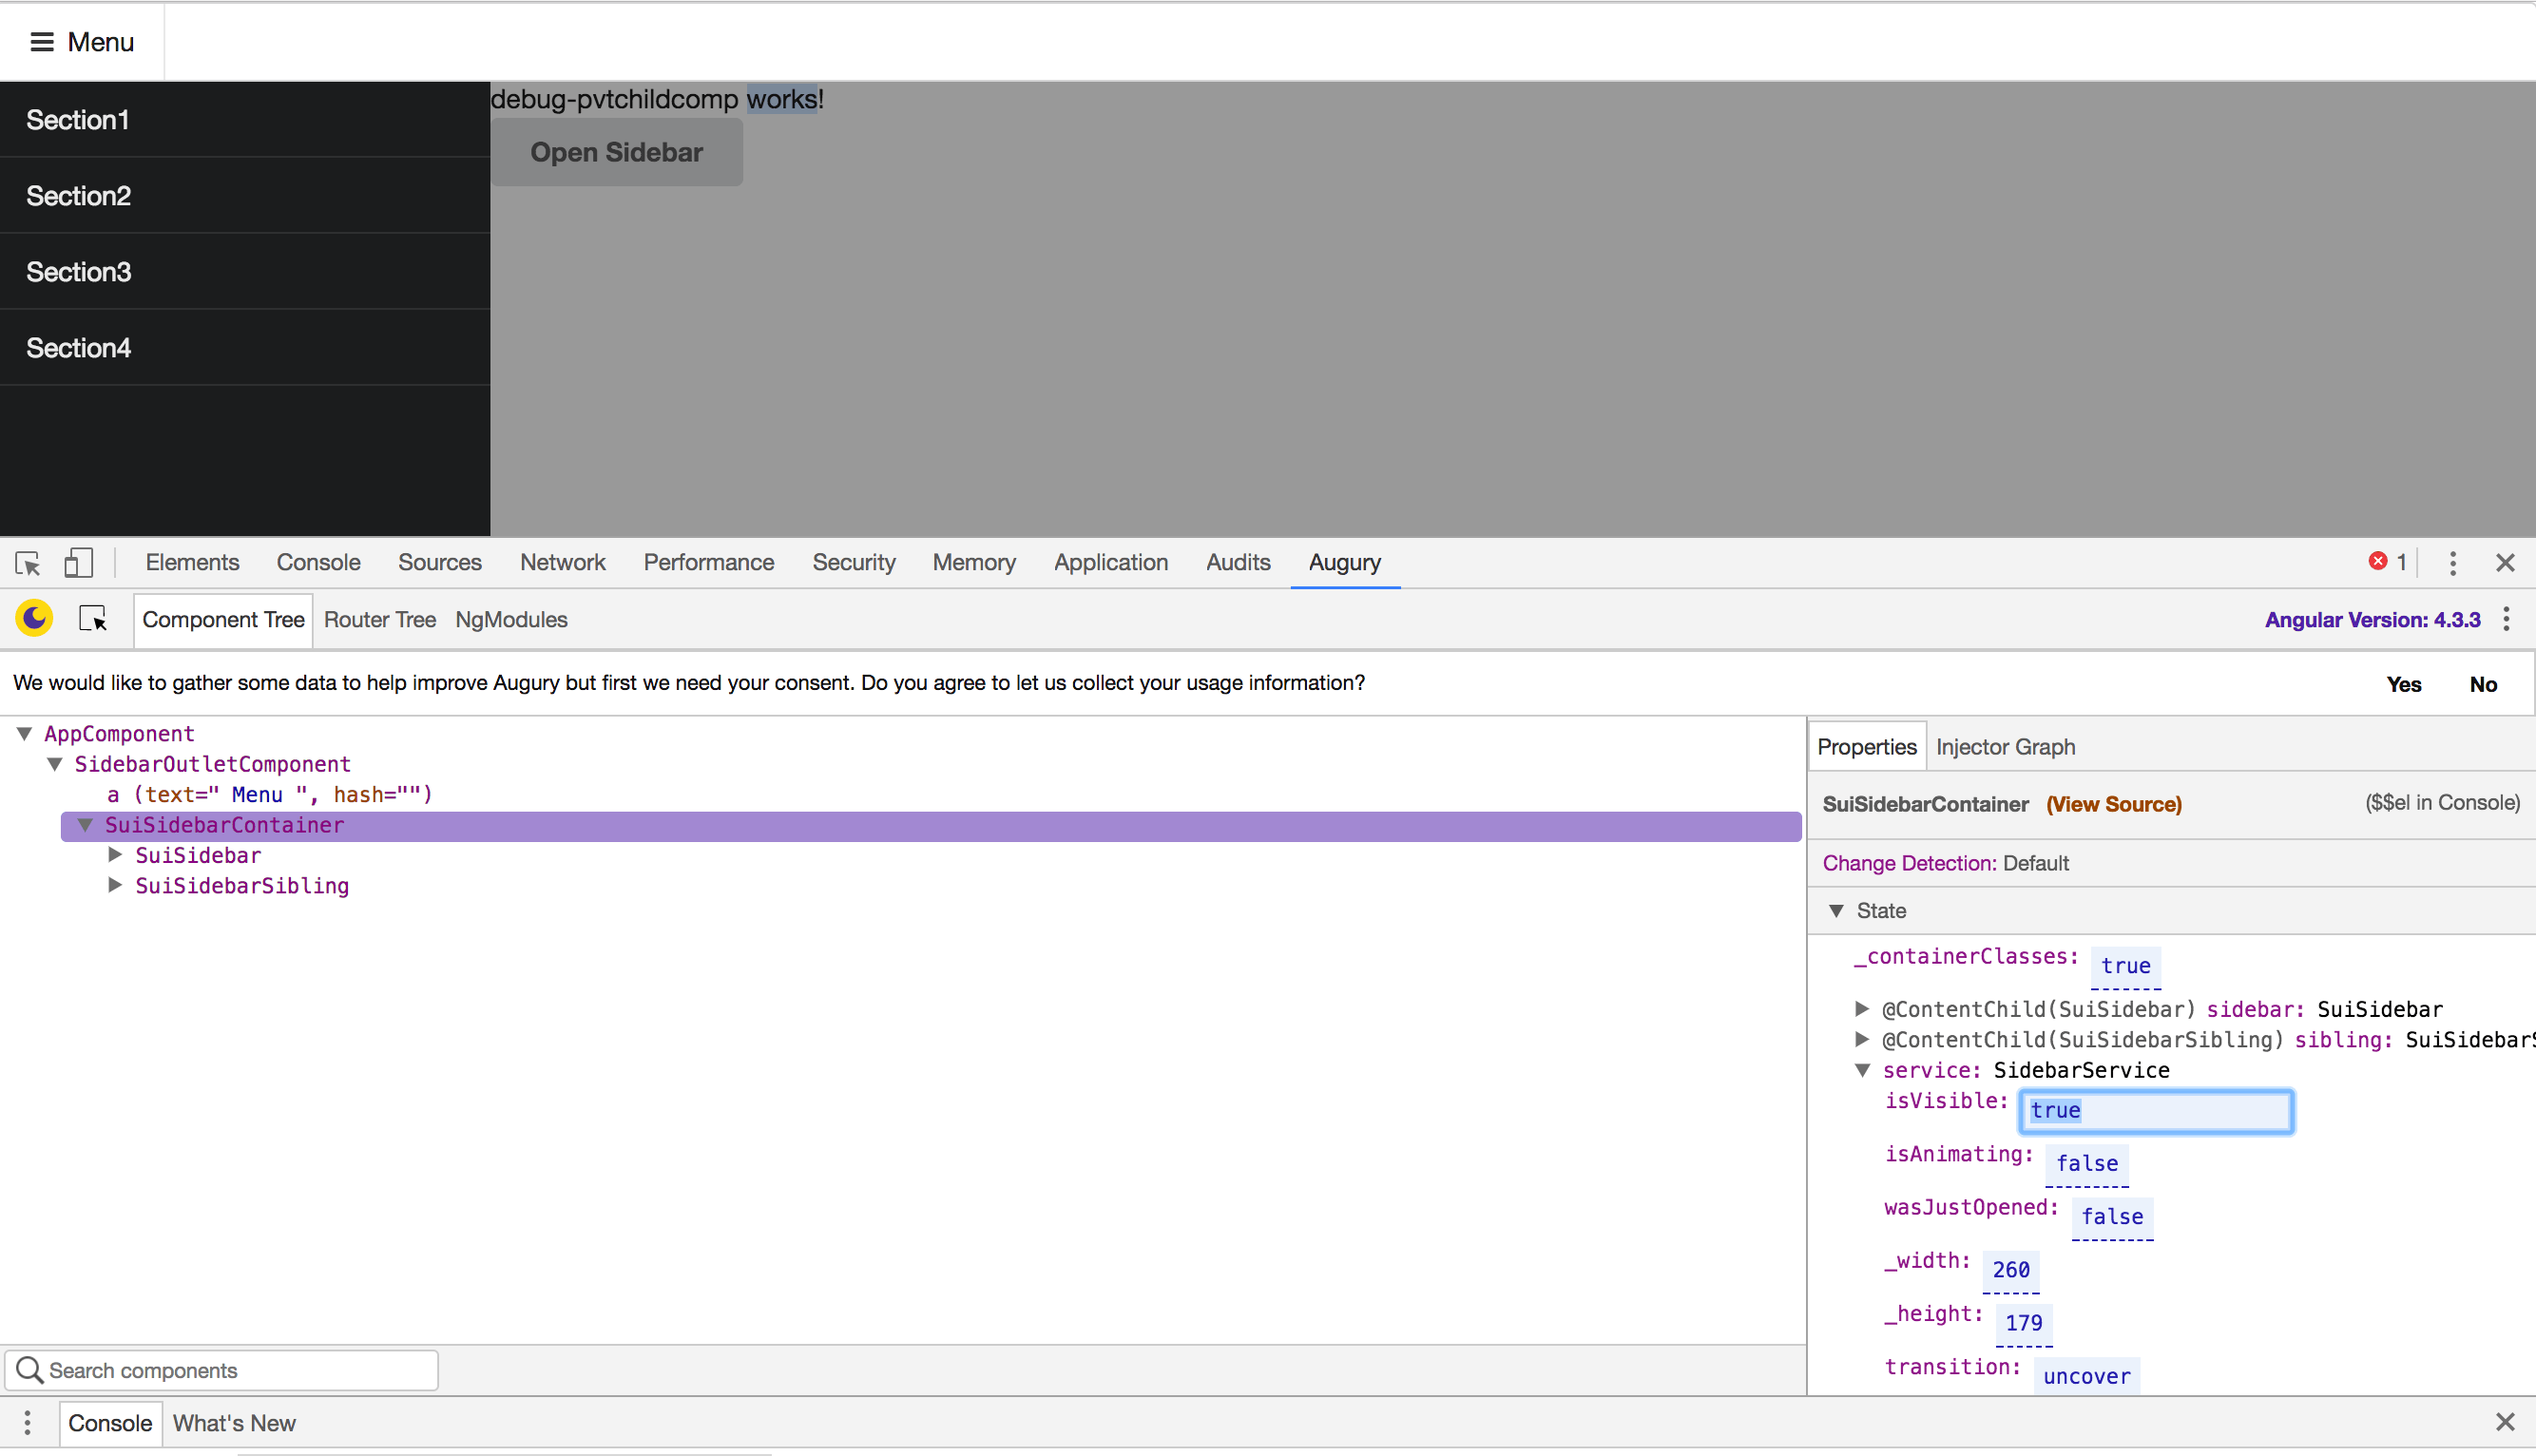 Menu
Section1
Section2
Section3
Section4
debug-pvtchildcomp works!
Open Sidebar
Elements Console Sources Network Performance Security Memory Application Audits Augury 1
Component Tree Router Tree NgModules Angular Version: 4.3.3
We would like to gather some data to help improve Augury but first we need your consent. Do you agree to let us collect your usage information? Yes No
AppComponent
SidebarOutletComponent
a (text=" Menu ", hash="")
SuiSidebarContainer
SuiSidebar
SuiSidebarSibling
Search components
Properties Injector Graph
SuiSidebarContainer (View Source) ($$el in Console)
Change Detection: Default
State
_containerClasses: true
@ContentChild(SuiSidebar) sidebar: SuiSidebar
@ContentChild(SuiSidebarSibling) sibling: SuiSidebarS
service: SidebarService
isVisible: true
isAnimating: false
wasJustOpened: false
_width: 260
_height: 179
transition: uncover
Console What's New